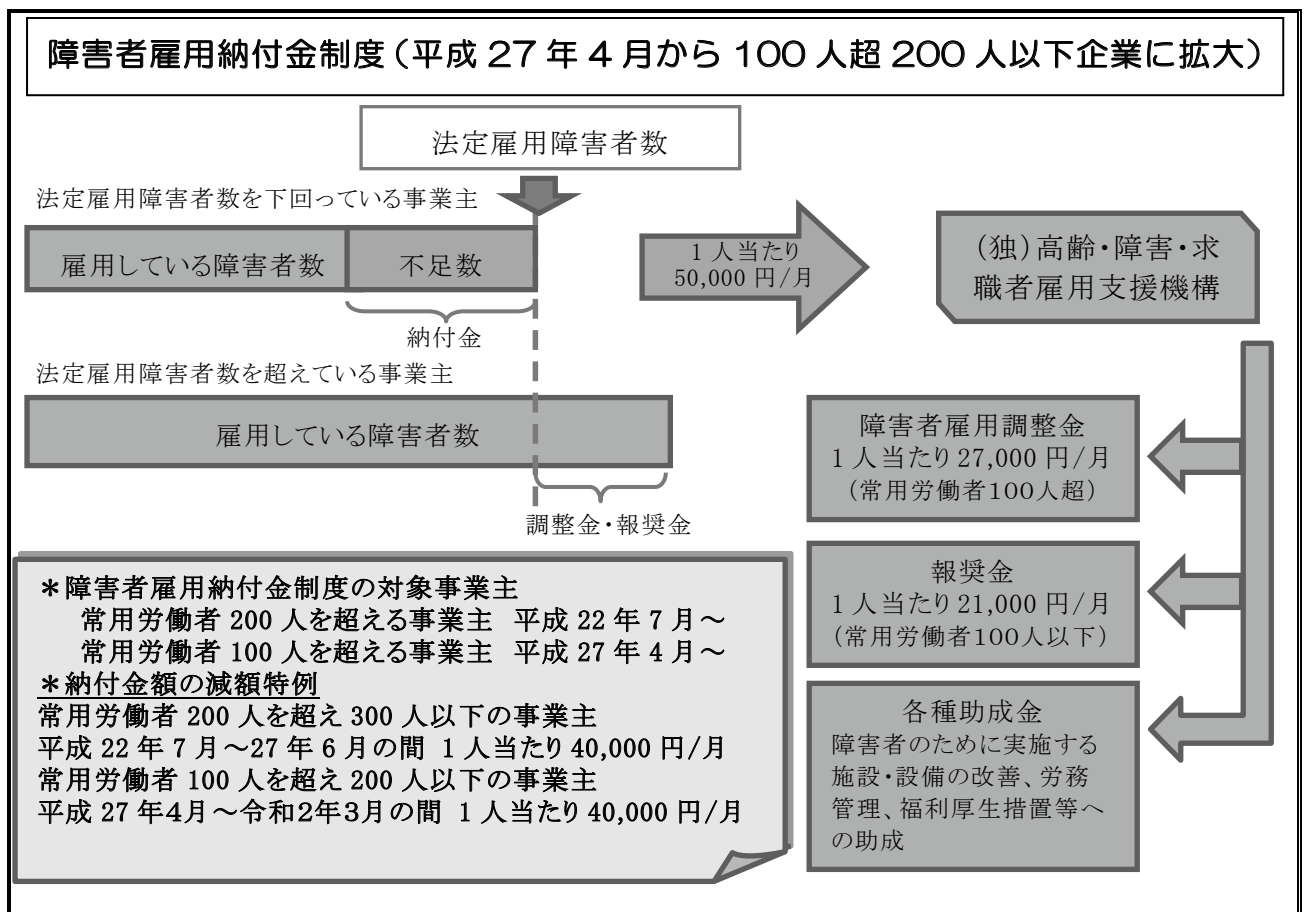 障害者雇用納付金制度（平成 27 年 4 月から 100 人超 200 人以下企業に拡大）
法定雇用障害者数
法定雇用障害者数を下回っている事業主
雇用している障害者数
不足数
納付金
1 人当たり
50,000 円/月
（独）高齢・障害・求
職者雇用支援機構
法定雇用障害者数を超えている事業主
雇用している障害者数
調整金・報奨金
障害者雇用調整金
1 人当たり 27,000 円/月
（常用労働者100人超）
報奨金
1 人当たり 21,000 円/月
（常用労働者100人以下）
各種助成金
障害者のために実施する
施設・設備の改善、労務
管理、福利厚生措置等へ
の助成
＊障害者雇用納付金制度の対象事業主
常用労働者 200 人を超える事業主 平成 22 年 7 月～
常用労働者 100 人を超える事業主 平成 27 年 4 月～
＊納付金額の減額特例
常用労働者 200 人を超え 300 人以下の事業主
平成 22 年 7 月～27 年 6 月の間 1 人当たり 40,000 円/月
常用労働者 100 人を超え 200 人以下の事業主
平成 27 年4月～令和2年3月の間 1 人当たり 40,000 円/月